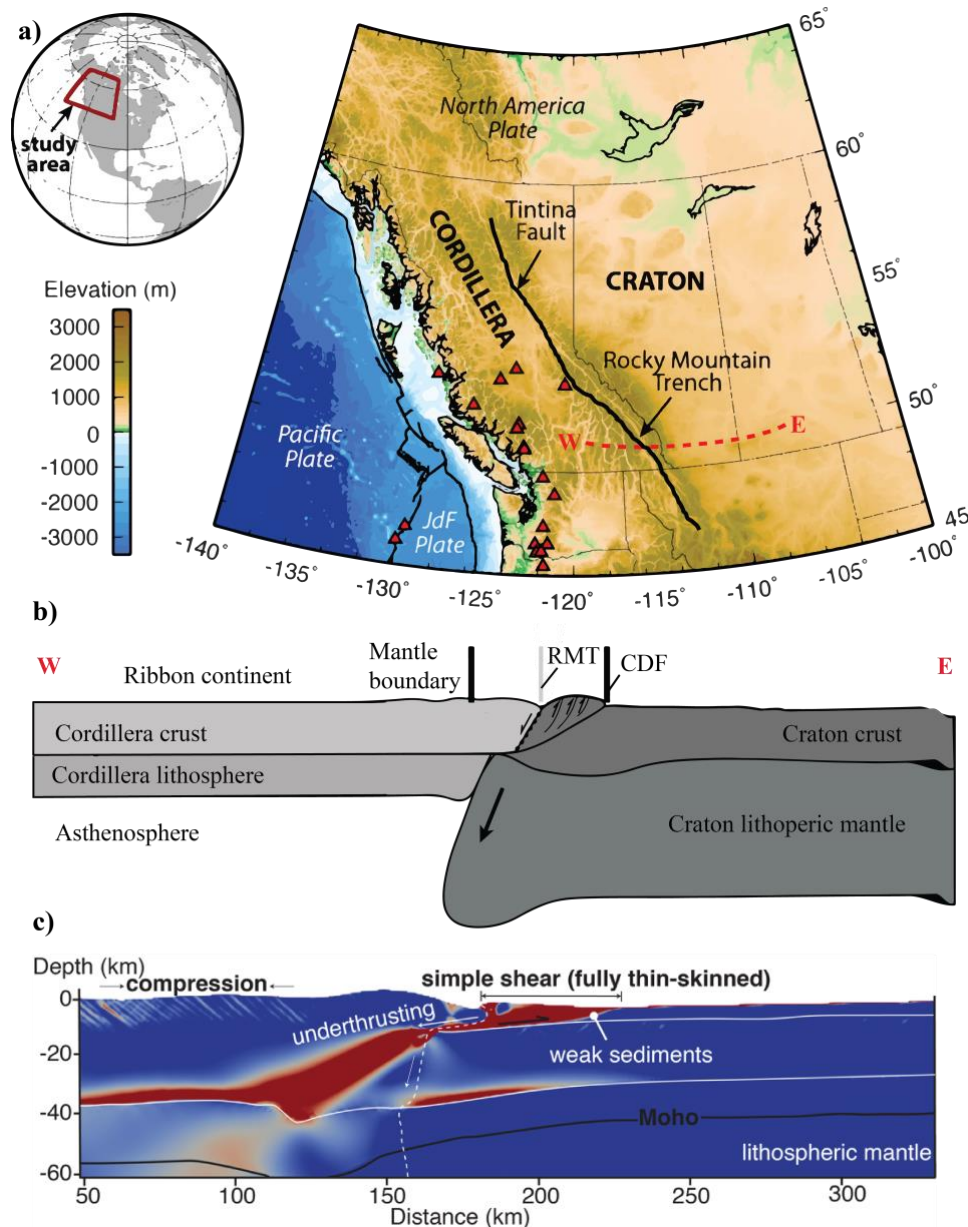 a)
study
area
Elevation (m)
3000
2000
1000
0
-1000
-2000
-3000
North America
Plate
Tintina
Fault
CORDILLERA
CRATON
Rocky Mountain
Trench
W
E
Pacific
Plate
JdF
Plate
65°
60°
55°
50°
45°
-140°
-135°
-130°
-125°
-120°
-115°
-110°
-105°
-100°
b)
W
Ribbon continent
Mantle
boundary
RMT
CDF
E
Cordillera crust
Craton crust
Cordillera lithosphere
Asthenosphere
Craton lithoperic mantle
c)
Depth (km)
compression
simple shear (fully thin-skinned)
underthrusting
weak sediments
Moho
lithospheric mantle
0
-20
-40
-60
50
100
150
200
250
300
Distance (km)